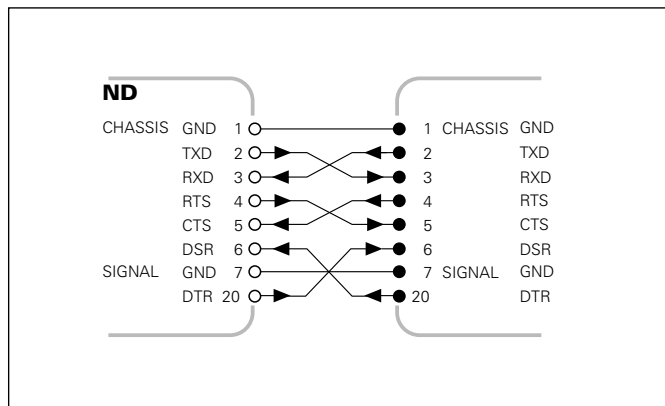 ND
CHASSIS GND 1 1 CHASSIS GND
TXD 2 2 TXD
RXD 3 3 RXD
RTS 4 4 RTS
CTS 5 5 CTS
DSR 6 6 DSR
SIGNAL GND 7 7 SIGNAL GND
DTR 20 20 DTR